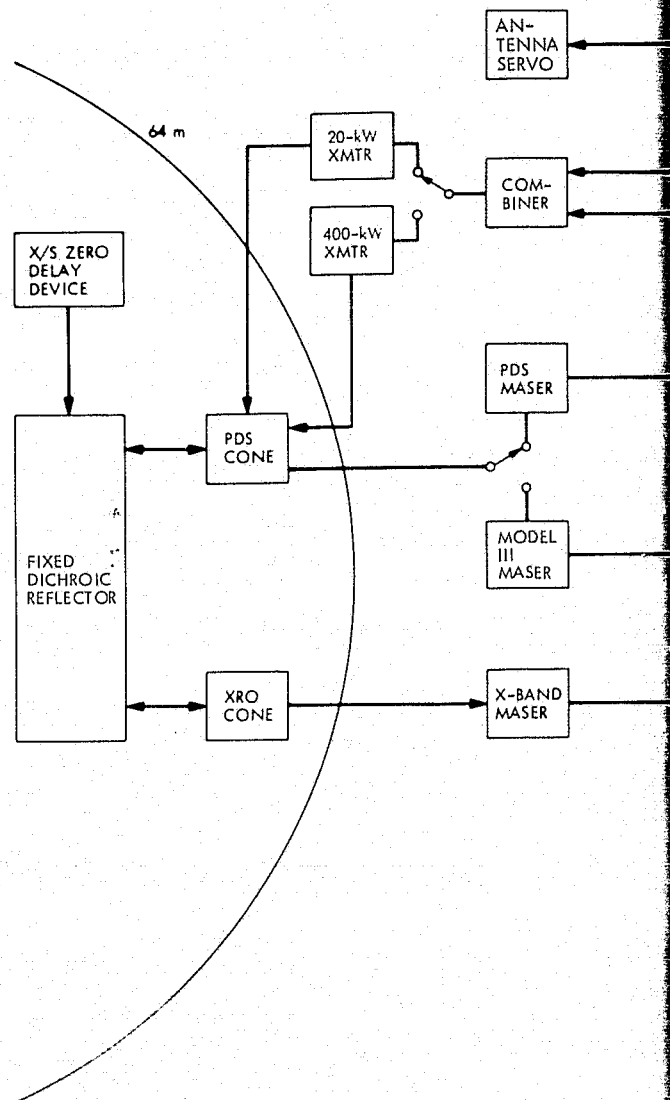 AN-
TENNA
SERVO
64 m
20-kW
XMTR
COM-
BINER
400-kW
XMTR
X/S ZERO
DELAY
DEVICE
PDS
MASER
PDS
CONE
MODEL
III
MASER
FIXED
DICHROIC
REFLECTOR
XRO
CONE
X-BAND
MASER